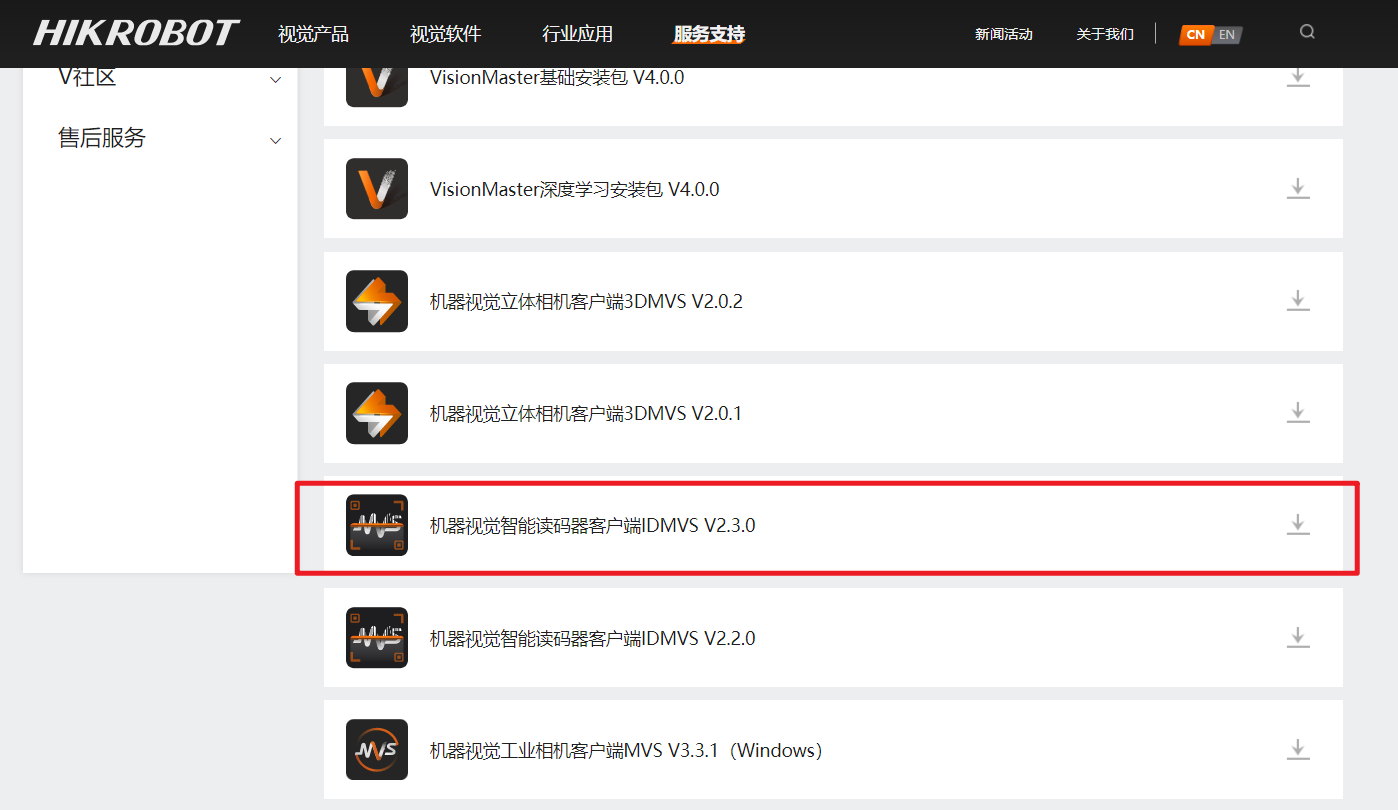 HIKROBOT 视觉产品 视觉软件 行业应用 服务支持 新闻活动 关于我们 CN EN
V社区
售后服务
VisionMaster基础安装包 V4.0.0
VisionMaster深度学习安装包 V4.0.0
机器视觉立体相机客户端3DMVS V2.0.2
机器视觉立体相机客户端3DMVS V2.0.1
MVS
机器视觉智能读码器客户端IDMVS V2.3.0
MVS
机器视觉智能读码器客户端IDMVS V2.2.0
MVS
机器视觉工业相机客户端MVS V3.3.1（Windows）